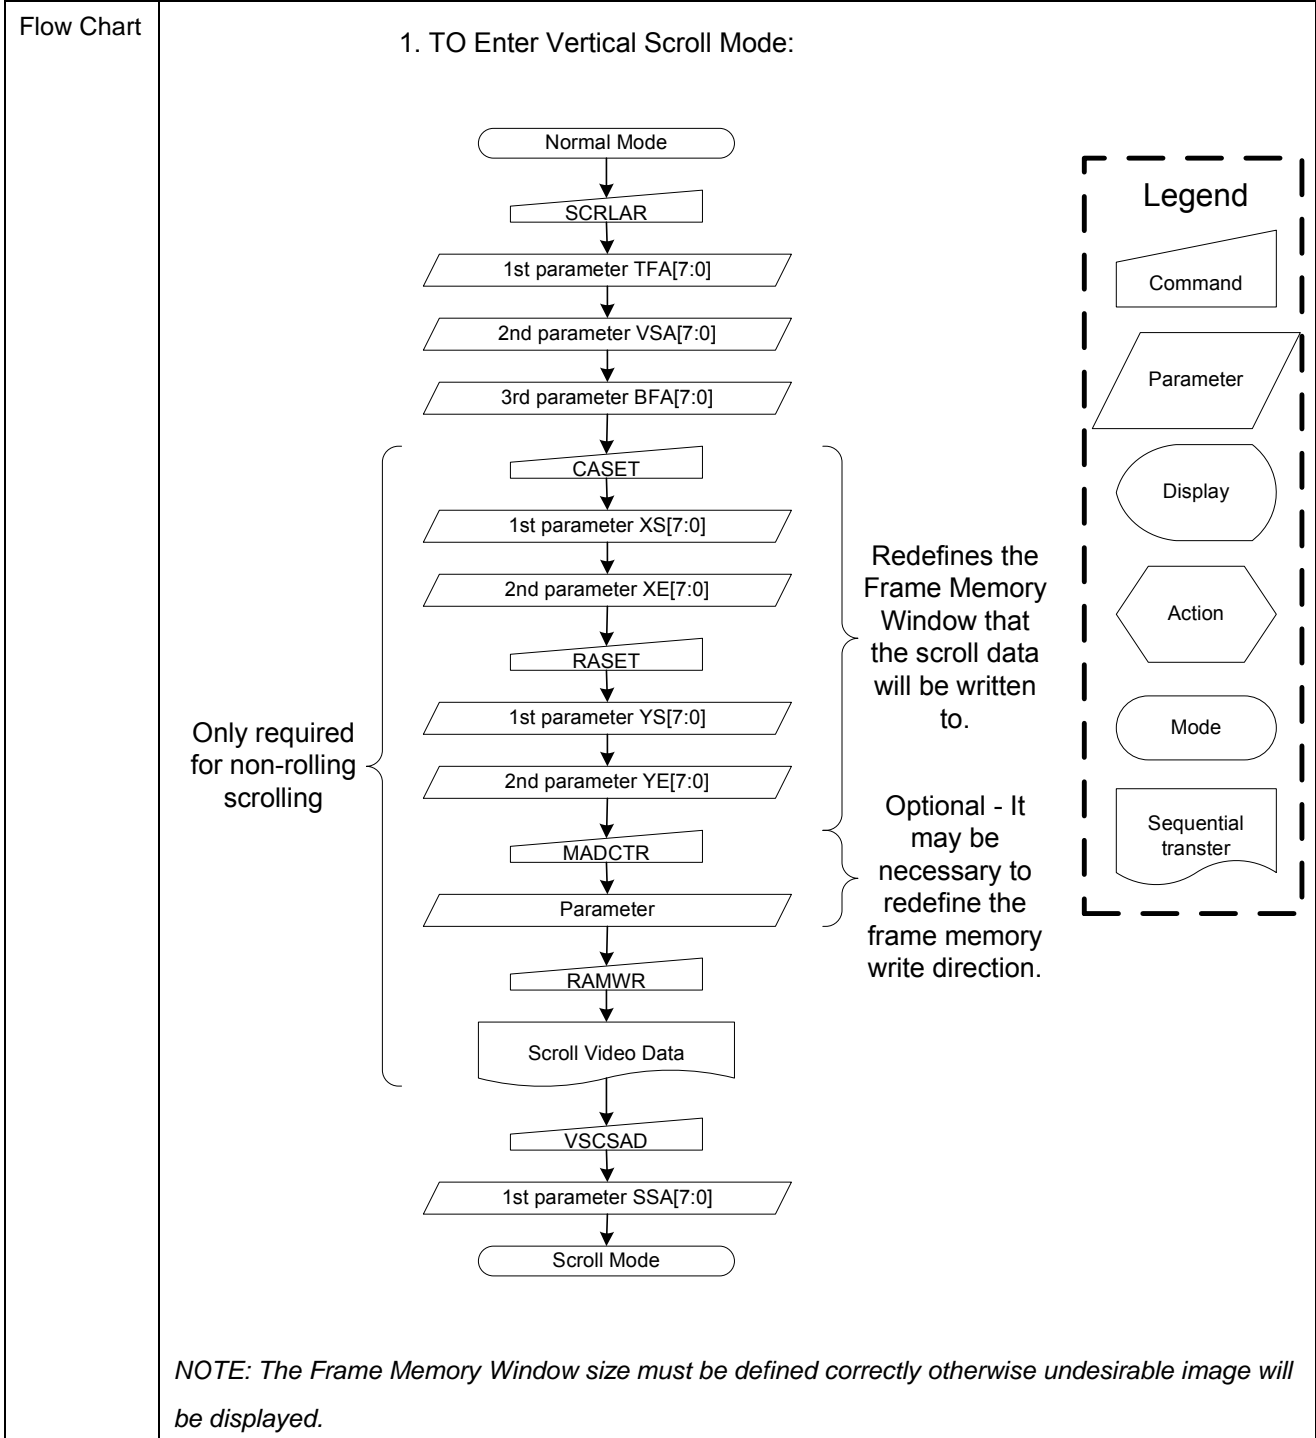 Flow Chart
1. TO Enter Vertical Scroll Mode:
Normal Mode
SCRLAR
1st parameter TFA[7:0]
2nd parameter VSA[7:0]
3rd parameter BFA[7:0]
CASET
1st parameter XS[7:0]
2nd parameter XE[7:0]
RASET
1st parameter YS[7:0]
2nd parameter YE[7:0]
MADCTR
Parameter
RAMWR
Scroll Video Data
VSCSAD
1st parameter SSA[7:0]
Scroll Mode
Only required
for non-rolling
scrolling
Redefines the
Frame Memory
Window that
the scroll data
will be written
to.
Optional - It
may be
necessary to
redefine the
frame memory
write direction.
Legend
Command
Parameter
Display
Action
Mode
Sequential
transter
NOTE: The Frame Memory Window size must be defined correctly otherwise undesirable image will
be displayed.